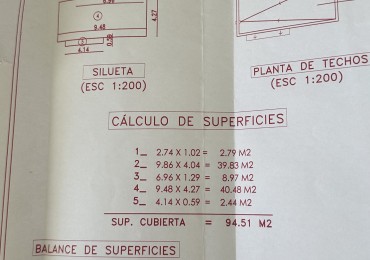 4
9.48
4.27
3
0.59
4.14
SILUETA
(ESC 1:200)
PLANTA DE TECHOS
(ESC 1:200)
CÁLCULO DE SUPERFICIES
1_ 2.74 X 1.02 = 2.79 M2
2_ 9.86 X 4.04 = 39.83 M2
3_ 6.96 X 1.29 = 8.97 M2
4_ 9.48 X 4.27 = 40.48 M2
5_ 4.14 X 0.59 = 2.44 M2
SUP. CUBIERTA = 94.51 M2
BALANCE DE SUPERFICIES